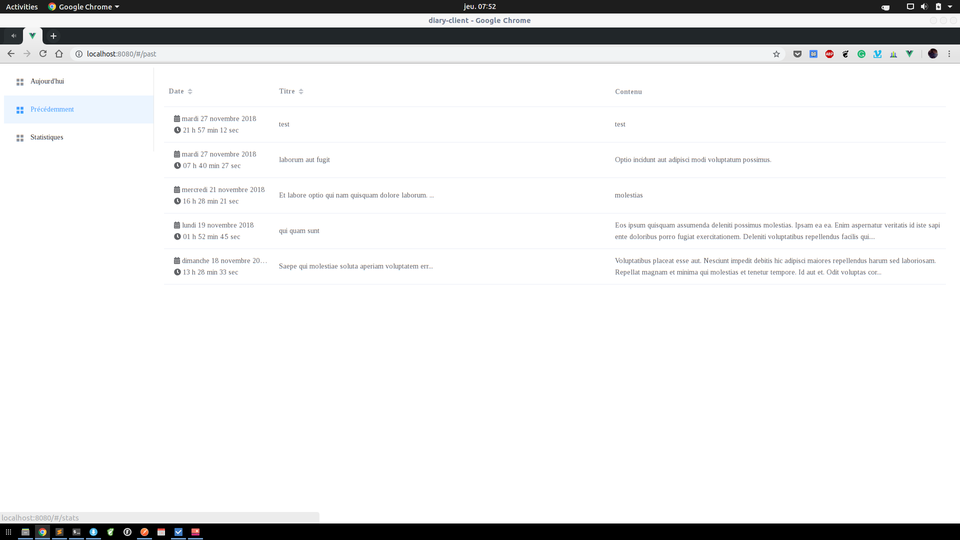 Activities Google Chrome jeu. 07:52
diary-client - Google Chrome
localhost:8080/#/past
Aujourd'hui
Précédemment
Statistiques
Date Titre Contenu
mardi 27 novembre 2018
21 h 57 min 12 sec
test
test
mardi 27 novembre 2018
07 h 40 min 27 sec
laborum aut fugit
Optio incidunt aut adipisci modi voluptatum possimus.
mercredi 21 novembre 2018
16 h 28 min 21 sec
Et labore optio qui nam quisquam dolore laborum. ...
molestias
lundi 19 novembre 2018
01 h 52 min 45 sec
qui quam sunt
Eos ipsum quisquam assumenda deleniti possimus molestias. Ipsam ea ea. Enim aspernatur veritatis id iste sapi
ente doloribus porro fugiat exercitationem. Deleniti voluptatibus repellendus facilis qui....
dimanche 18 novembre 20...
13 h 28 min 33 sec
Saepe qui molestiae soluta aperiam voluptatem err...
Voluptatibus placeat esse aut. Nesciunt impedit debitis hic adipisci maiores repellendus harum sed laboriosam.
Repellat magnam et minima qui molestias et tenetur tempore. Id aut et. Odit voluptas cor...
localhost:8080/#/stats